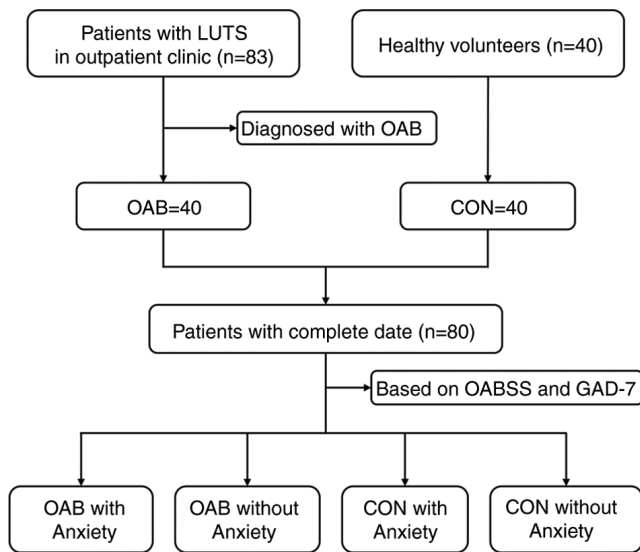 Patients with LUTS
in outpatient clinic (n=83)
Healthy volunteers (n=40)
Diagnosed with OAB
OAB=40
CON=40
Patients with complete date (n=80)
Based on OABSS and GAD-7
OAB with
Anxiety
OAB without
Anxiety
CON with
Anxiety
CON without
Anxiety